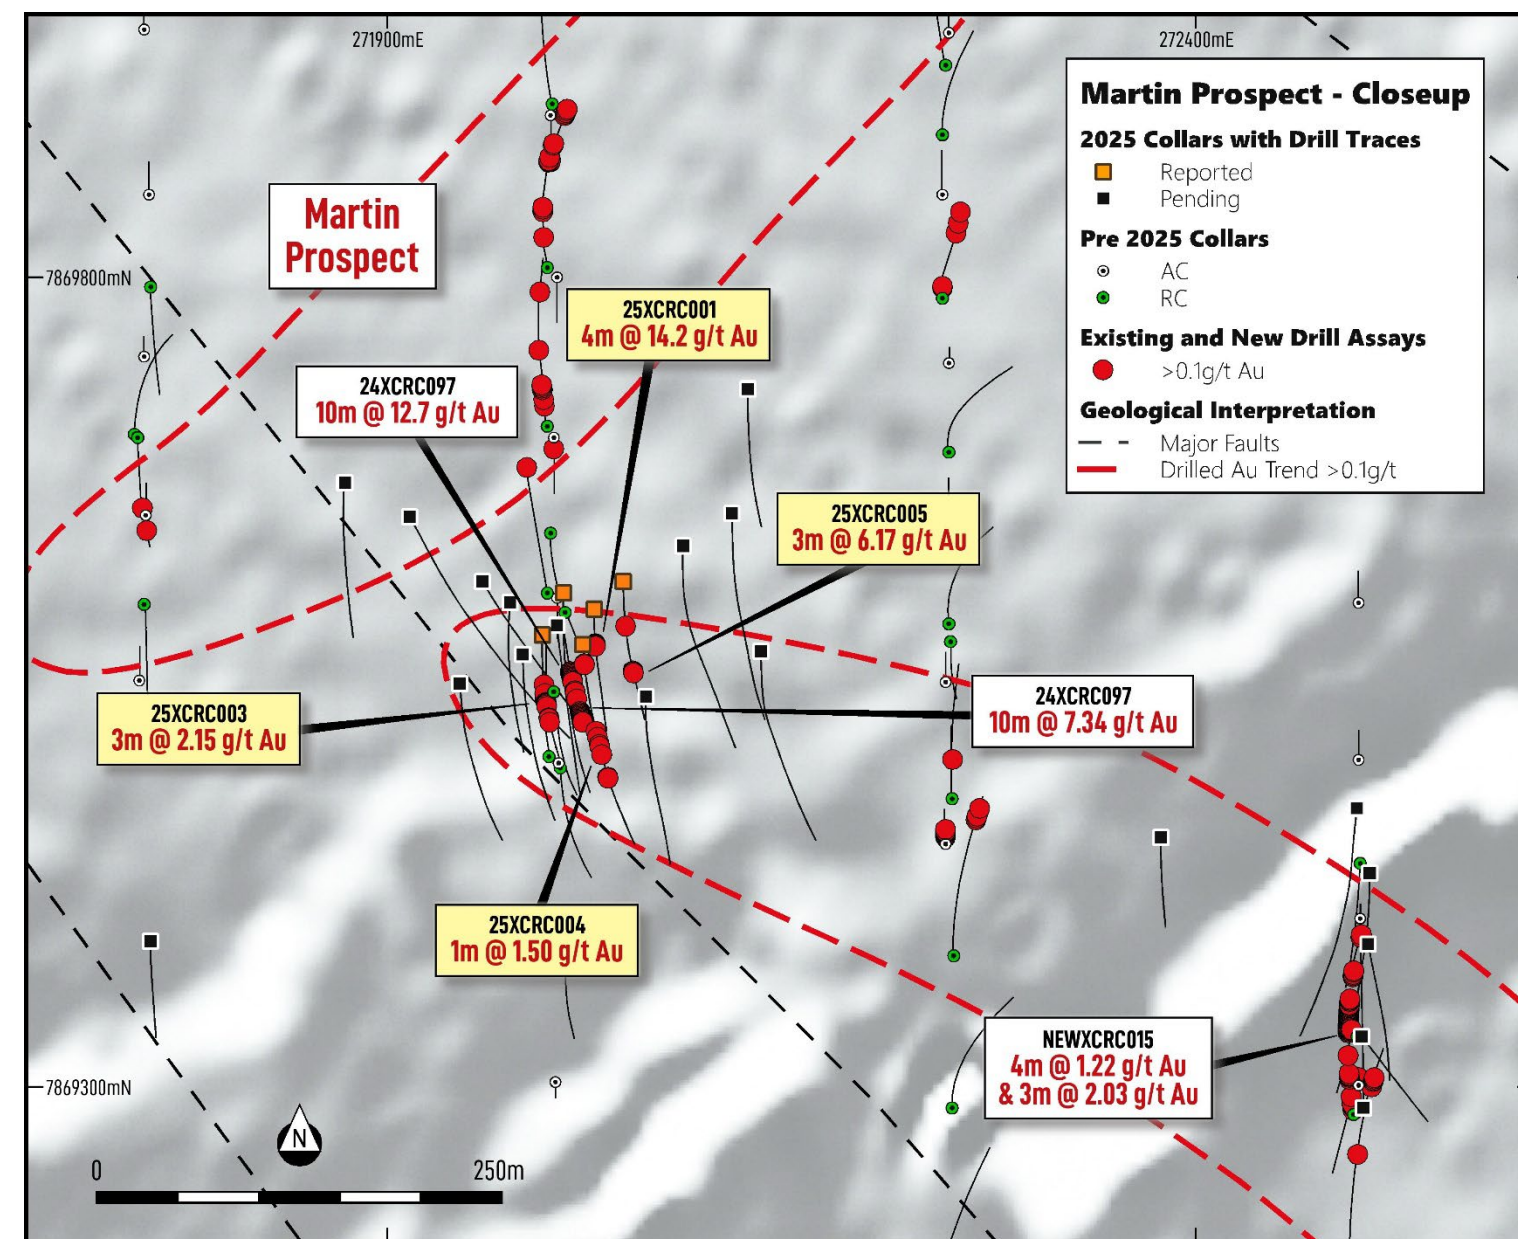 271900mE
272400mE
Martin Prospect - Closeup
2025 Collars with Drill Traces
Reported
Pending
Pre 2025 Collars
AC
RC
Existing and New Drill Assays
>0.1g/t Au
Geological Interpretation
Major Faults
Drilled Au Trend >0.1g/t
Martin
Prospect
7869800mN
25XCRC001
4m @ 14.2 g/t Au
24XCRC097
10m @ 12.7 g/t Au
25XCRC005
3m @ 6.17 g/t Au
25XCRC003
3m @ 2.15 g/t Au
24XCRC097
10m @ 7.34 g/t Au
25XCRC004
1m @ 1.50 g/t Au
NEWXCRC015
4m @ 1.22 g/t Au
& 3m @ 2.03 g/t Au
7869300mN
N
0 250m